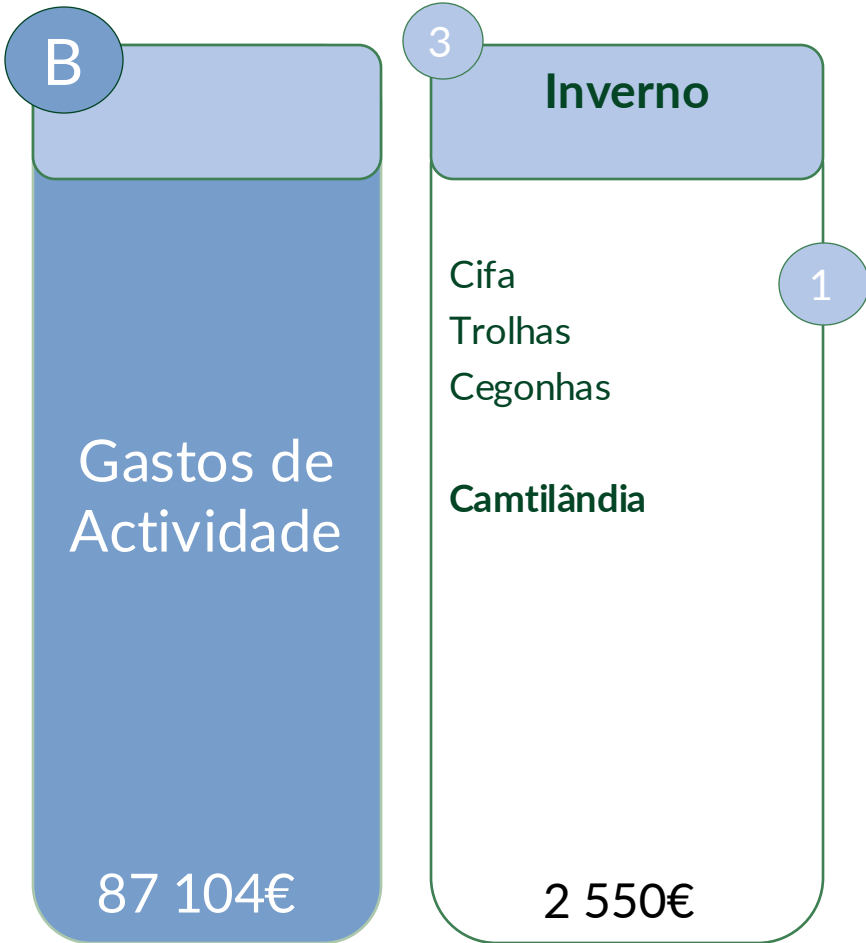 B
Gastos de
Actividade
87 104€
3
Inverno
Cifa
1
Trolhas
Cegonhas
Camtilândia
2 550€